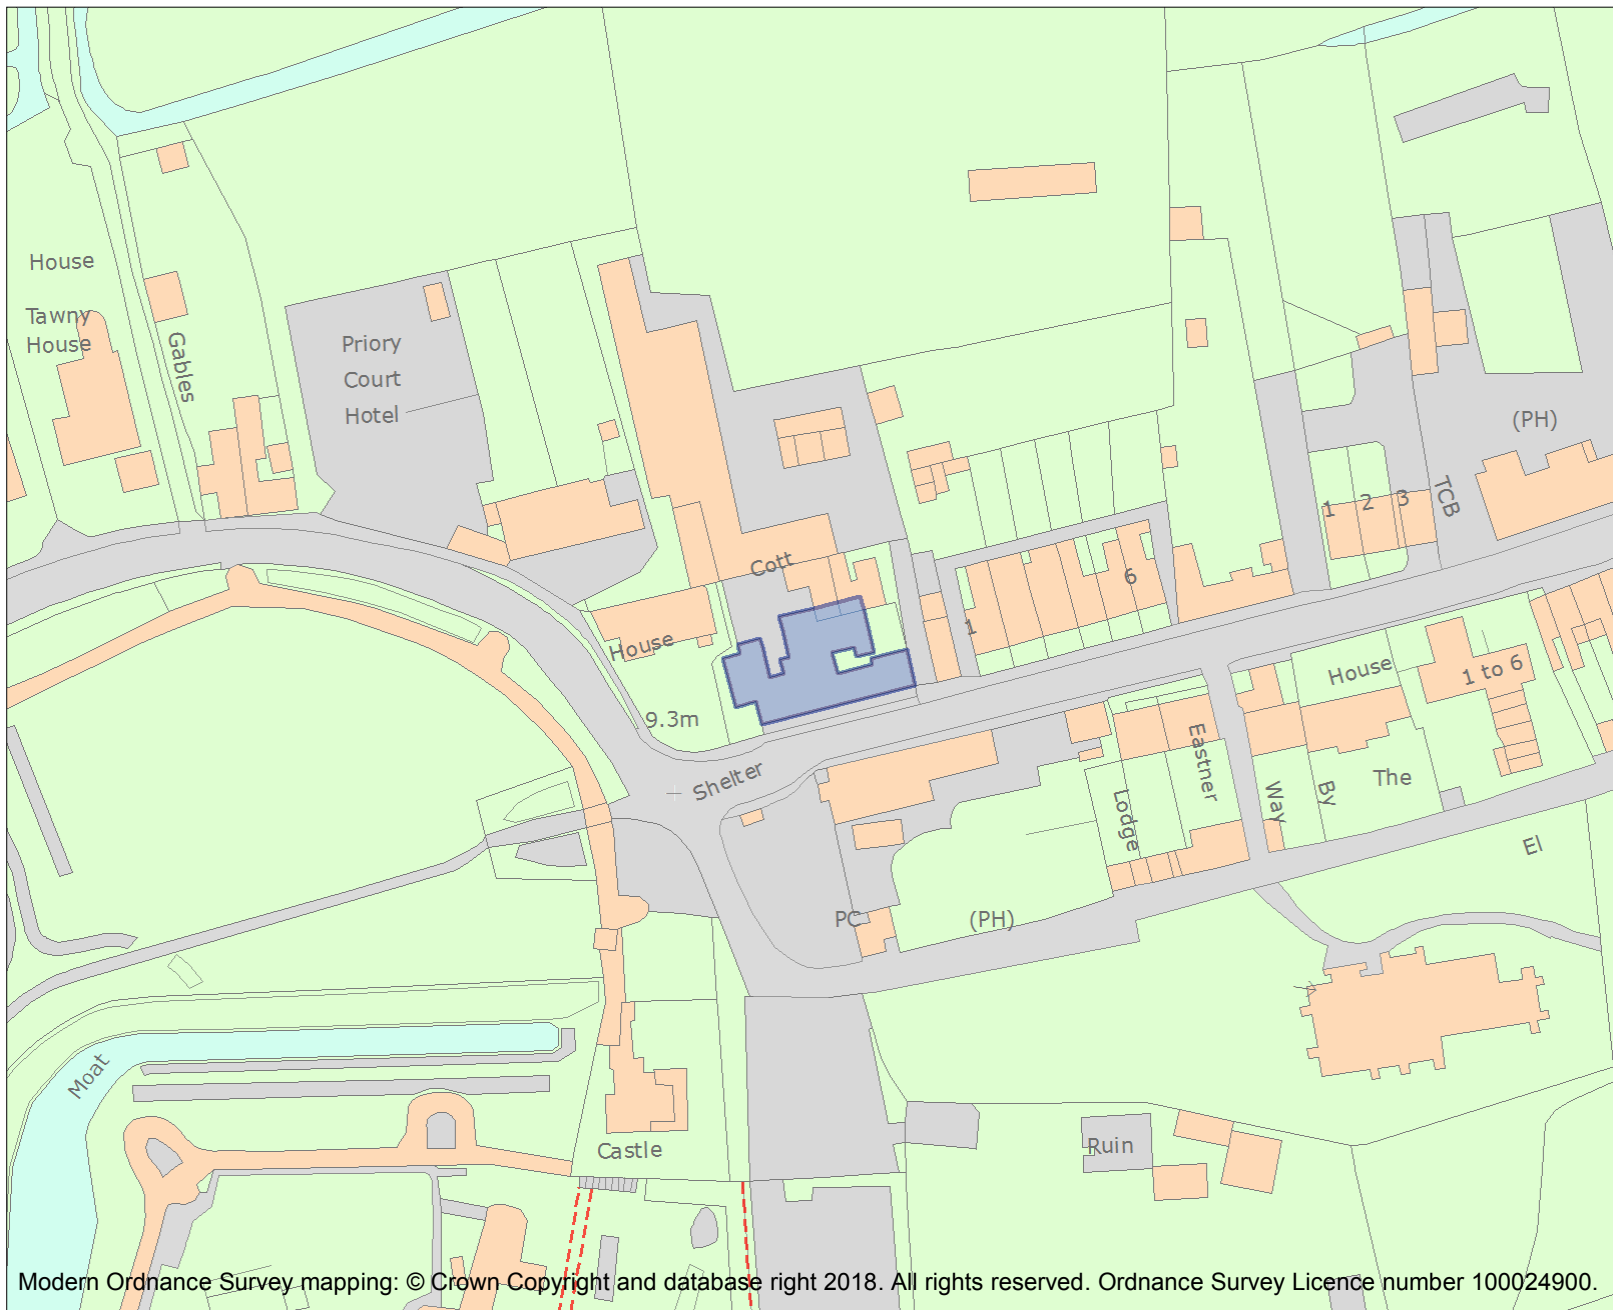 House
Tawny
House
Gables
Priory
Court
Hotel
(PH)
TCB
1
2
3
Cott
6
1
House
9.3m
Shelter
House
1 to 6
Eastner
Way
By
The
Lodge
El
PC
(PH)
Moat
Castle
Ruin
Modern Ordnance Survey mapping: © Crown Copyright and database right 2018. All rights reserved. Ordnance Survey Licence number 100024900.